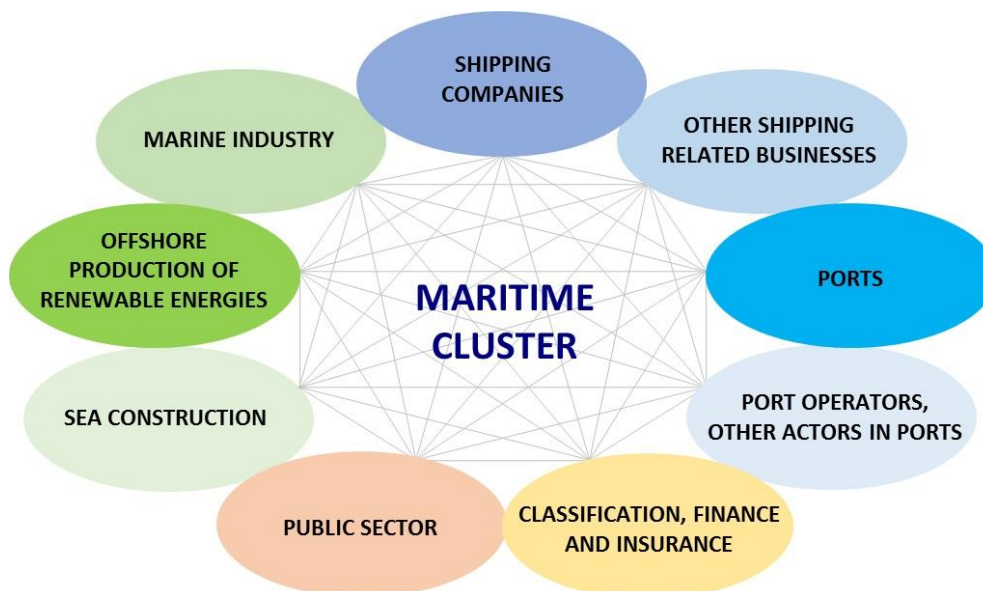 SHIPPING
COMPANIES
OTHER SHIPPING
RELATED BUSINESSES
PORTS
PORT OPERATORS,
OTHER ACTORS IN PORTS
CLASSIFICATION, FINANCE
AND INSURANCE
PUBLIC SECTOR
SEA CONSTRUCTION
OFFSHORE
PRODUCTION OF
RENEWABLE ENERGIES
MARINE INDUSTRY
MARITIME
CLUSTER